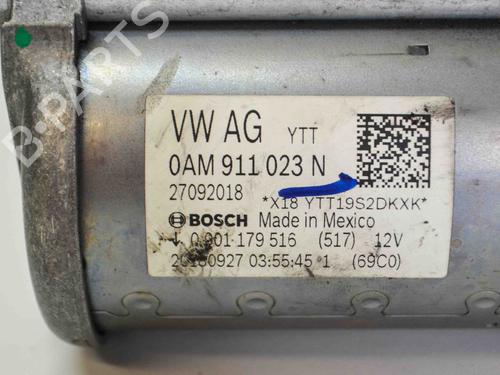 B-PARTS
VW AG YTT
0AM 911 023 N
27092018
*X18 YTT19S2DKXK*
BOSCH Made in Mexico
0 001 179 516 (517) 12V
20180927 03:55:45 1 (69C0)